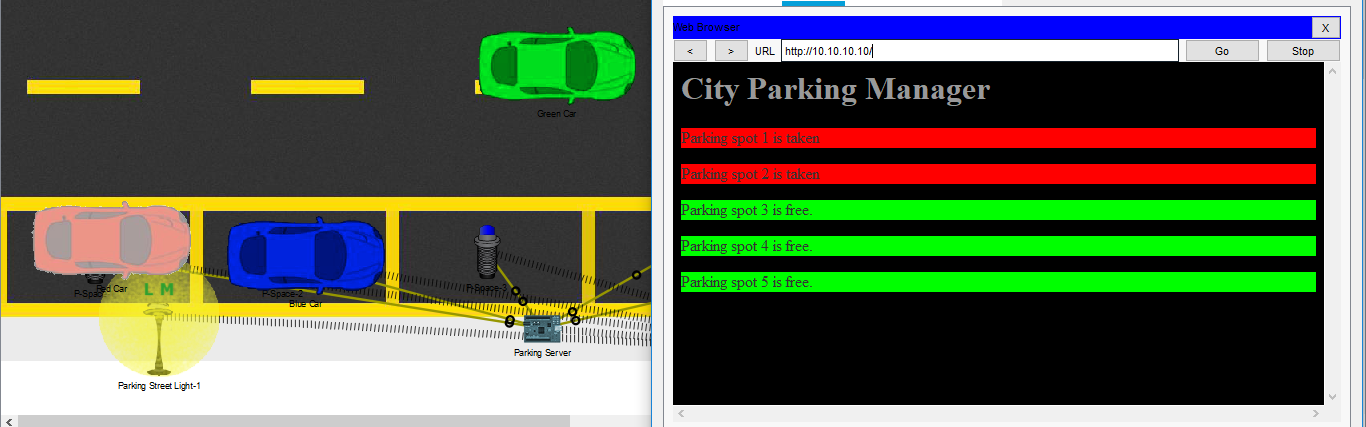 Green Car
P-Space
Red Car
P-Space-2
Blue Car
P-Space-3
L M
Parking Server
Parking Street Light-1
Web Browser
X
< > URL http://10.10.10.10/ Go Stop
City Parking Manager
Parking spot 1 is taken
Parking spot 2 is taken
Parking spot 3 is free.
Parking spot 4 is free.
Parking spot 5 is free.